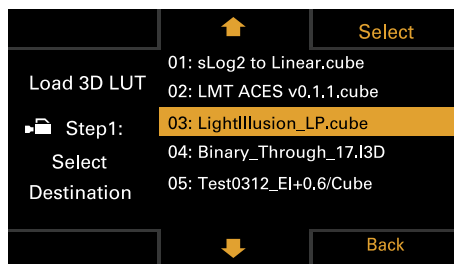 Select
Load 3D LUT
Step1:
Select
Destination
01: sLog2 to Linear.cube
02: LMT ACES v0.1.1.cube
03: LightIllusion_LP.cube
04: Binary_Through_17.l3D
05: Test0312_EI+0.6/Cube
Back